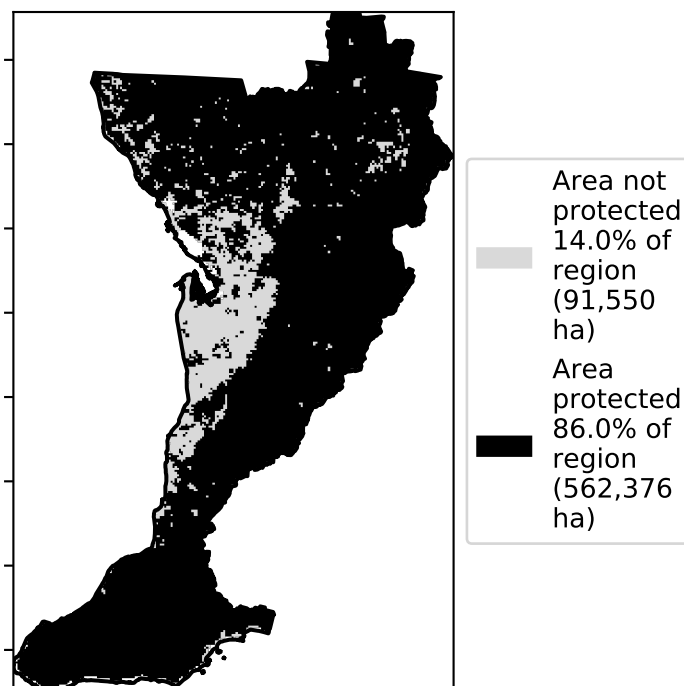 Area not
protected
14.0% of
region
(91,550
ha)
Area
protected
86.0% of
region
(562,376
ha)